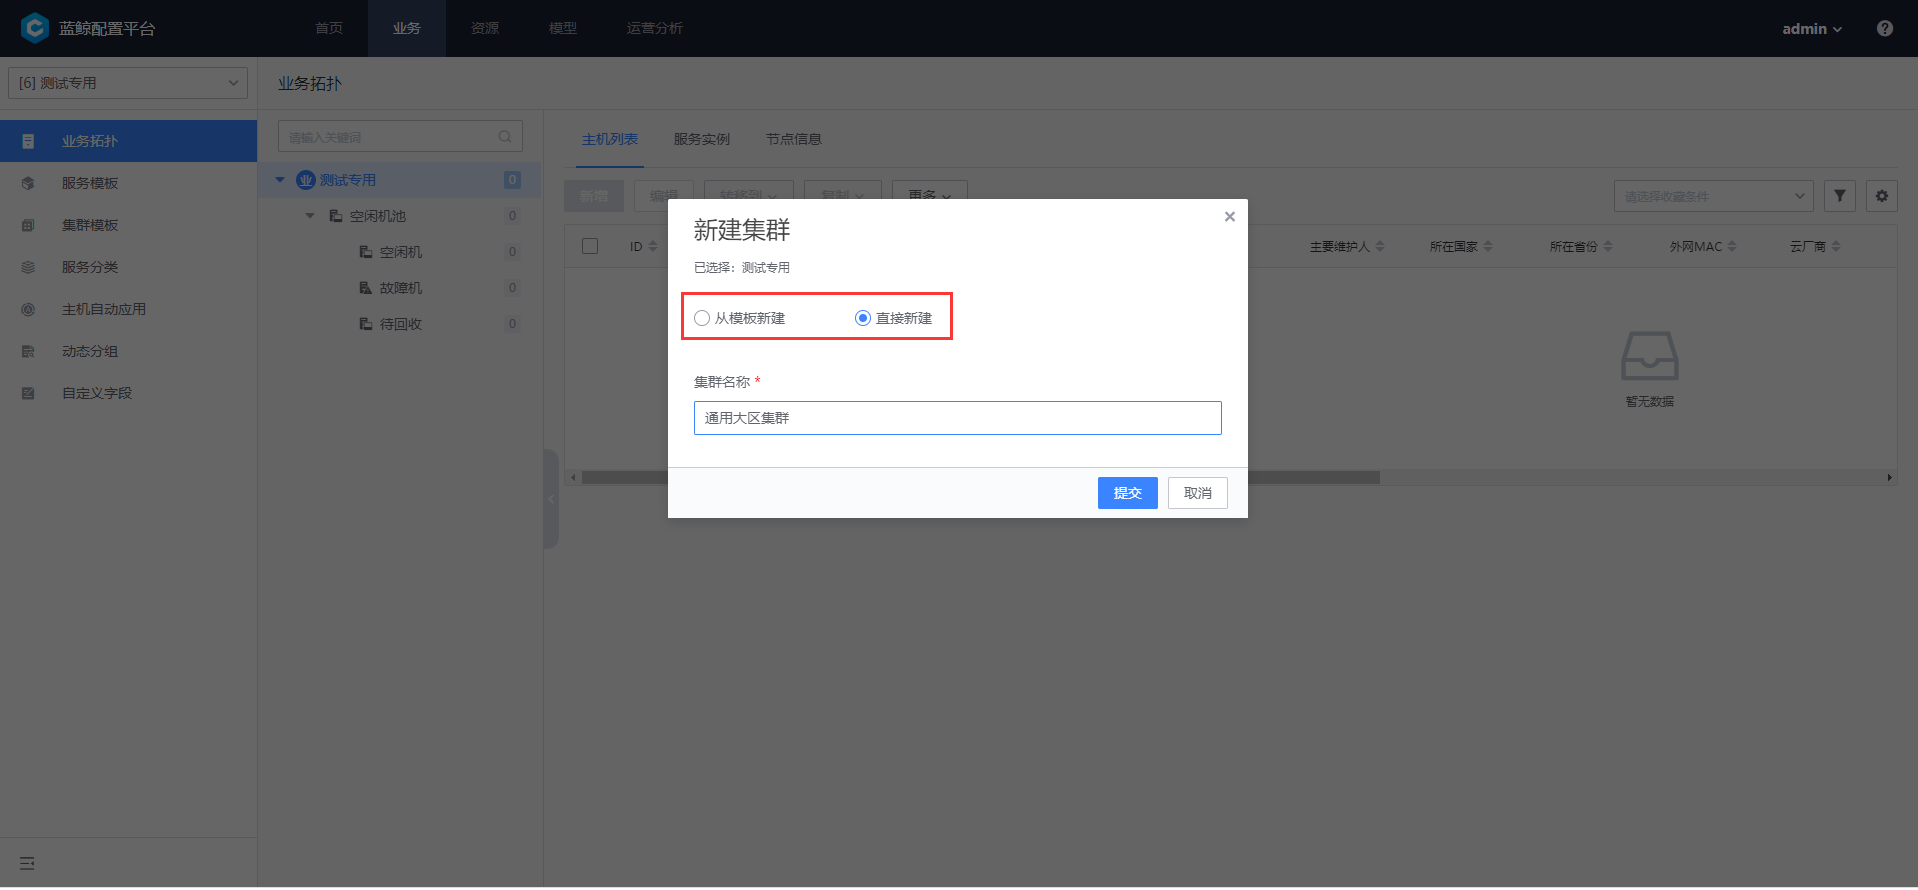 蓝鲸配置平台
首页
业务
资源
模型
运营分析
admin
[6] 测试专用
业务拓扑
业务拓扑
服务模板
集群模板
服务分类
主机自动应用
动态分组
自定义字段
请输入关键词
测试专用
0
空闲机池
0
空闲机
0
故障机
0
待回收
0
主机列表
服务实例
节点信息
新增
编辑
转移到
复制
更多
请选择收藏条件
ID
主要维护人
所在国家
所在省份
外网MAC
云厂商
暂无数据
新建集群
已选择：测试专用
从模板新建
直接新建
集群名称 *
通用大区集群
提交
取消